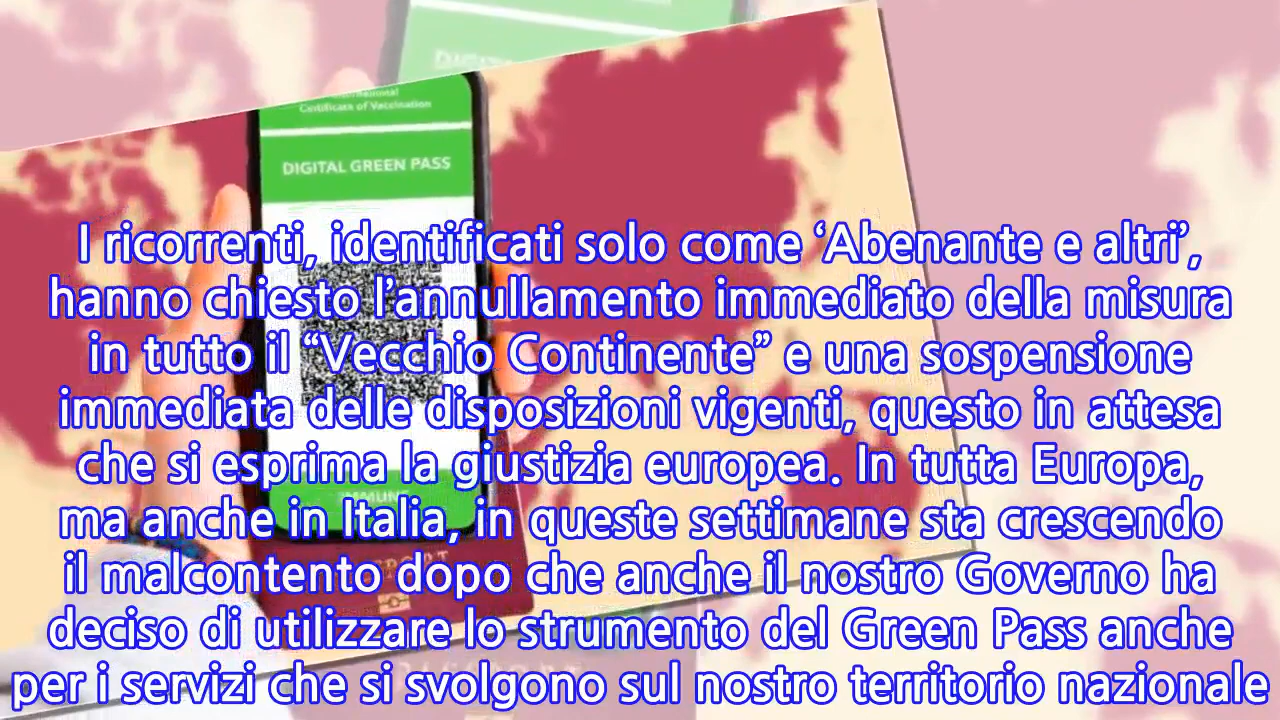 DIGITAL
Certificate of Vaccination
DIGITAL GREEN PASS
I ricorrenti, identificati solo come ‘Abenante e altri’,
hanno chiesto l’annullamento immediato della misura
in tutto il “Vecchio Continente” e una sospensione
immediata delle disposizioni vigenti, questo in attesa
che si esprima la giustizia europea. In tutta Europa,
ma anche in Italia, in queste settimane sta crescendo
il malcontento dopo che anche il nostro Governo ha
deciso di utilizzare lo strumento del Green Pass anche
per i servizi che si svolgono sul nostro territorio nazionale